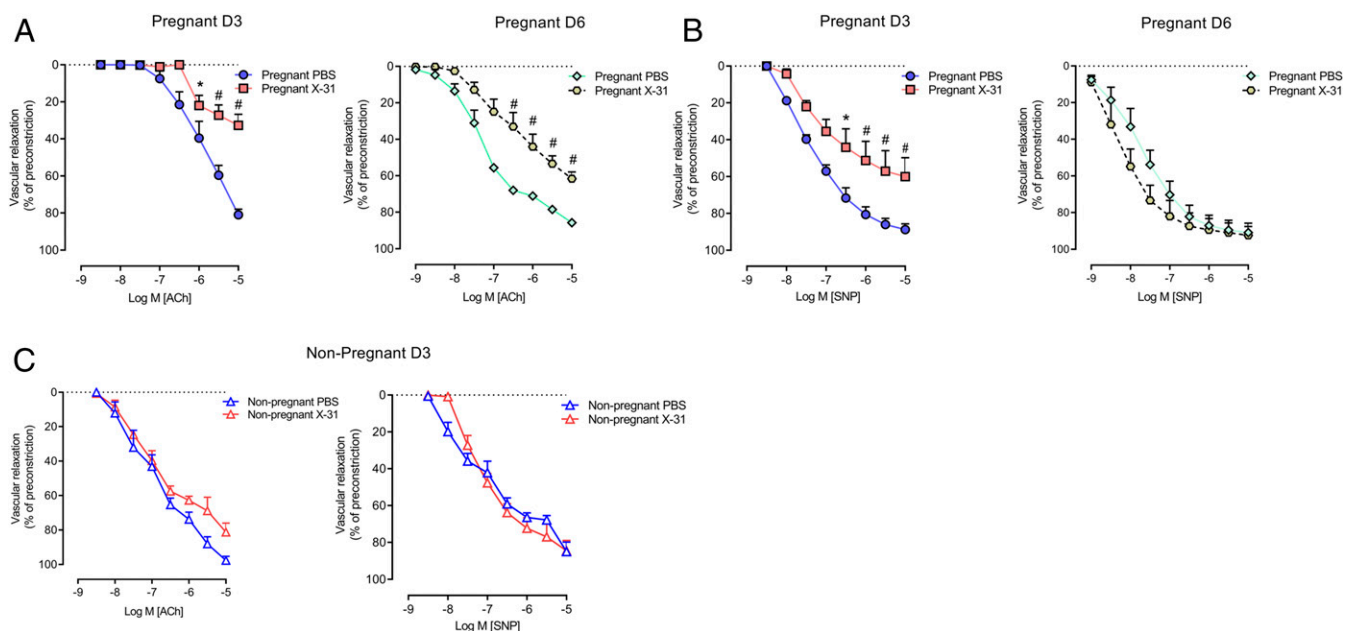 A
Pregnant D3
Vascular relaxation
(% of preconstriction)
0
20
40
60
80
100
Pregnant PBS
Pregnant X-31
*
#
#
-9
-8
-7
-6
-5
Log M [ACh]
Pregnant D6
Vascular relaxation
(% of preconstriction)
0
20
40
60
80
100
Pregnant PBS
Pregnant X-31
#
#
#
#
-9
-8
-7
-6
-5
Log M [ACh]
B
Pregnant D3
Vascular relaxation
(% of preconstriction)
0
20
40
60
80
100
Pregnant PBS
Pregnant X-31
*
#
#
#
-9
-8
-7
-6
-5
Log M [SNP]
Pregnant D6
Vascular relaxation
(% of preconstriction)
0
20
40
60
80
100
Pregnant PBS
Pregnant X-31
-9
-8
-7
-6
-5
Log M [SNP]
C
Non-Pregnant D3
Vascular relaxation
(% of preconstriction)
0
20
40
60
80
100
Non-pregnant PBS
Non-pregnant X-31
-9
-8
-7
-6
-5
Log M [ACh]
Vascular relaxation
(% of preconstriction)
0
20
40
60
80
100
Non-pregnant PBS
Non-pregnant X-31
-9
-8
-7
-6
-5
Log M [SNP]